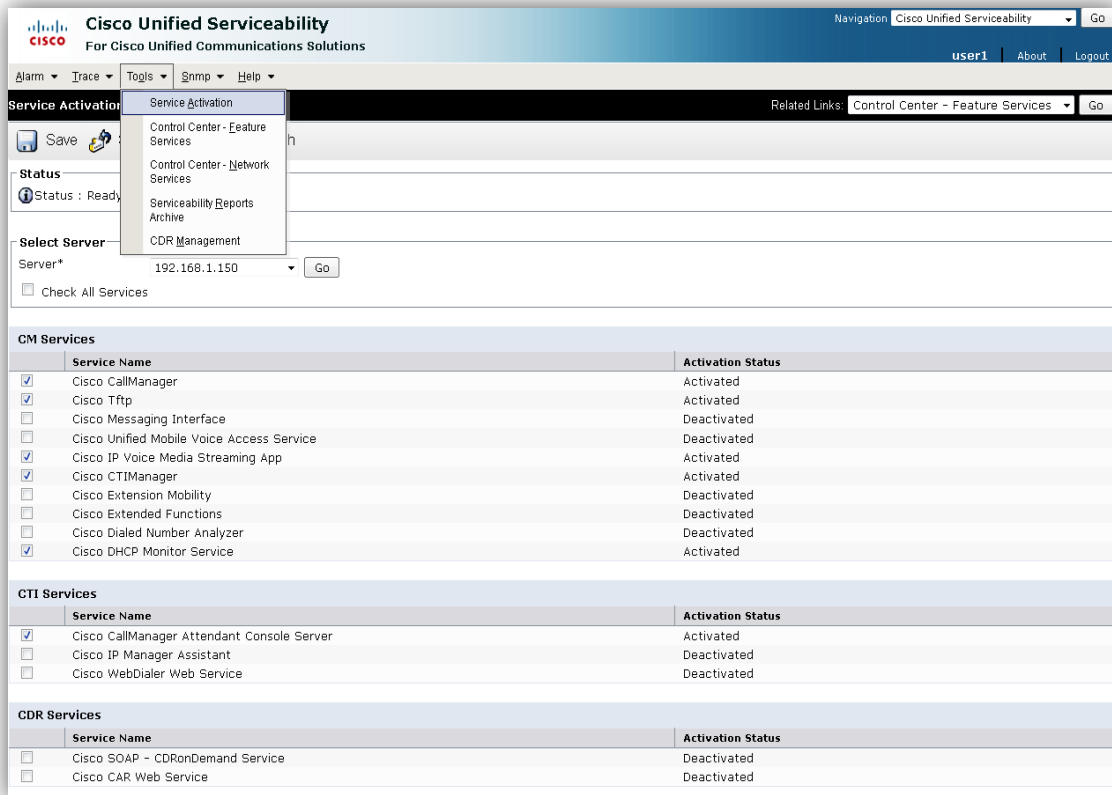 Cisco Unified Serviceability
For Cisco Unified Communications Solutions
CISCO
Navigation Cisco Unified Serviceability Go
user1 About Logout
Alarm Trace Tools Snmp Help
Service Activation
Related Links: Control Center - Feature Services Go
Service Activation
Control Center - Feature
Services
Control Center - Network
Services
Serviceability Reports
Archive
CDR Management
Save
Status
Status : Ready
Select Server
Server* 192.168.1.150 Go
Check All Services
CM Services
Service Name Activation Status
Cisco CallManager Activated
Cisco Tftp Activated
Cisco Messaging Interface Deactivated
Cisco Unified Mobile Voice Access Service Deactivated
Cisco IP Voice Media Streaming App Activated
Cisco CTIManager Activated
Cisco Extension Mobility Deactivated
Cisco Extended Functions Deactivated
Cisco Dialed Number Analyzer Deactivated
Cisco DHCP Monitor Service Activated
CTI Services
Service Name Activation Status
Cisco CallManager Attendant Console Server Activated
Cisco IP Manager Assistant Deactivated
Cisco WebDialer Web Service Deactivated
CDR Services
Service Name Activation Status
Cisco SOAP - CDRonDemand Service Deactivated
Cisco CAR Web Service Deactivated